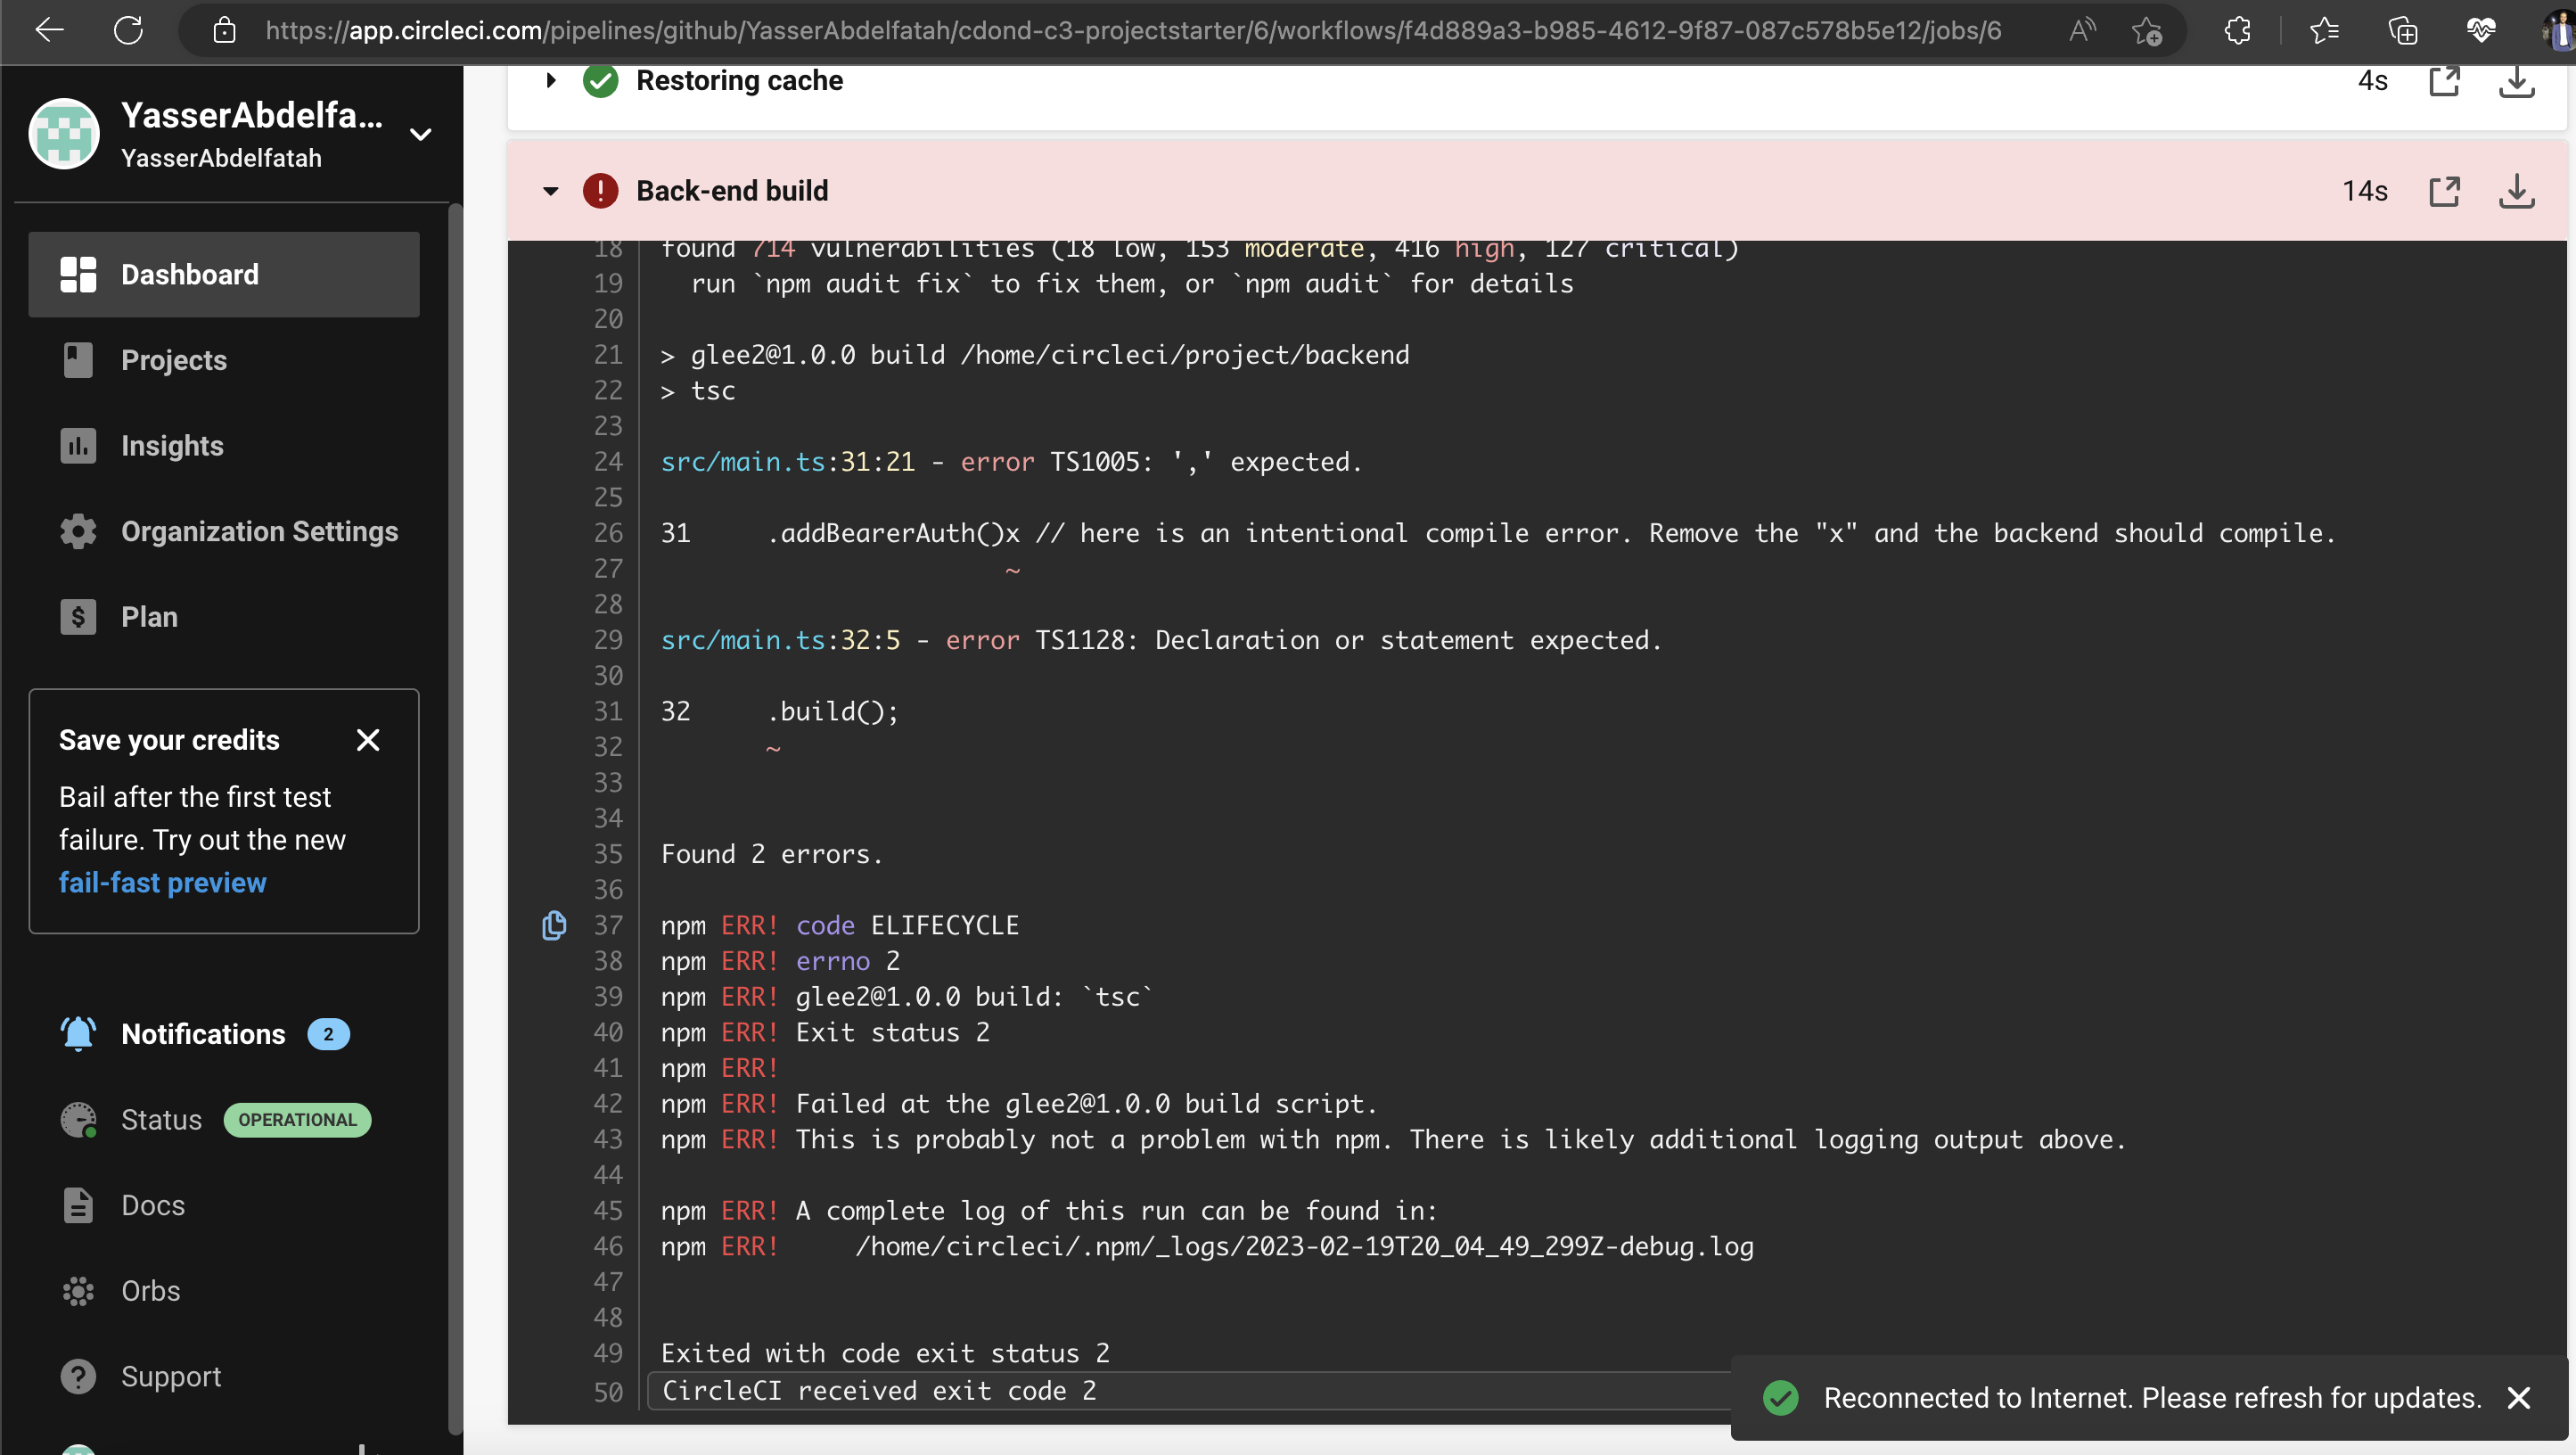 https://app.circleci.com/pipelines/github/YasserAbdelfatah/cdond-c3-projectstarter/6/workflows/f4d889a3-b985-4612-9f87-087c578b5e12/jobs/6
YasserAbdelfa...
YasserAbdelfatah
Dashboard
Projects
Insights
Organization Settings
Plan
Save your credits
Bail after the first test
failure. Try out the new
fail-fast preview
Notifications 2
Status OPERATIONAL
Docs
Orbs
Support
Restoring cache 4s
Back-end build 14s
18 found 714 vulnerabilities (18 low, 153 moderate, 416 high, 127 critical)
19 run `npm audit fix` to fix them, or `npm audit` for details
20
21 > glee2@1.0.0 build /home/circleci/project/backend
22 > tsc
23
24 src/main.ts:31:21 - error TS1005: ',' expected.
25
26 31 .addBearerAuth()x // here is an intentional compile error. Remove the "x" and the backend should compile.
27 ~
28
29 src/main.ts:32:5 - error TS1128: Declaration or statement expected.
30
31 32 .build();
32 ~
33
34
35 Found 2 errors.
36
37 npm ERR! code ELIFECYCLE
38 npm ERR! errno 2
39 npm ERR! glee2@1.0.0 build: `tsc`
40 npm ERR! Exit status 2
41 npm ERR!
42 npm ERR! Failed at the glee2@1.0.0 build script.
43 npm ERR! This is probably not a problem with npm. There is likely additional logging output above.
44
45 npm ERR! A complete log of this run can be found in:
46 npm ERR! /home/circleci/.npm/_logs/2023-02-19T20_04_49_299Z-debug.log
47
48
49 Exited with code exit status 2
50 CircleCI received exit code 2
Reconnected to Internet. Please refresh for updates.